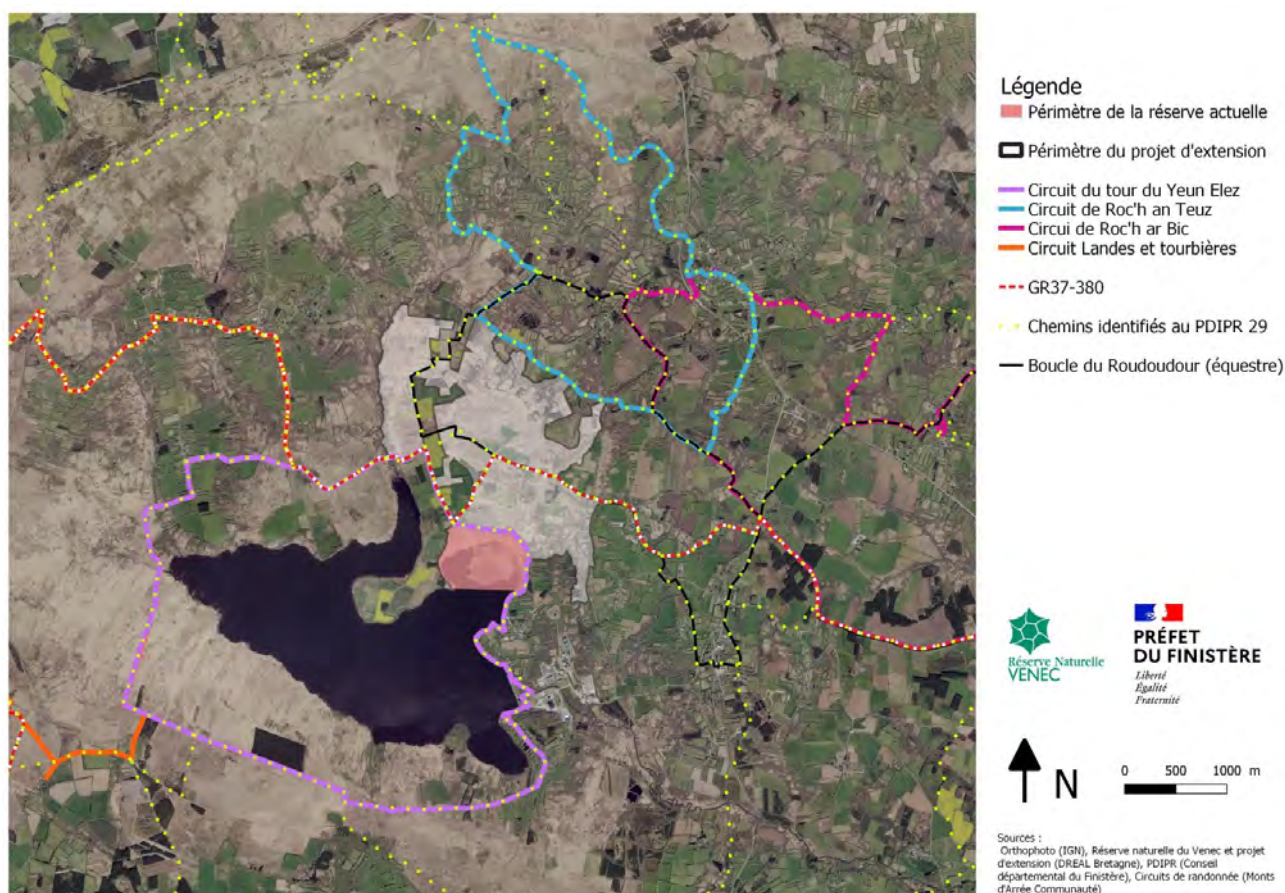 Légende
Périmètre de la réserve actuelle
Périmètre du projet d'extension
Circuit du tour du Yeun Elez
Circuit de Roc'h an Teuz
Circui de Roc'h ar Bic
Circuit Landes et tourbières
GR37-380
Chemins identifiés au PDIPR 29
Boucle du Roudoudour (équestre)
Réserve Naturelle
VENEC
PRÉFET
DU FINISTÈRE
Liberté
Égalité
Fraternité
N
0 500 1000 m
Sources :
Orthophoto (IGN), Réserve naturelle du Venec et projet
d'extension (DREAL Bretagne), PDIPR (Conseil
départemental du Finistère), Circuits de randonnée (Monts
d'Arrée Communauté)